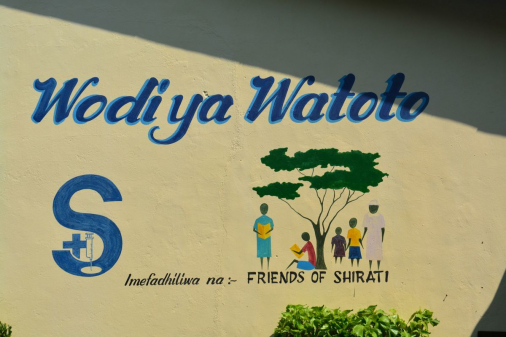 Wodi ya Watoto
S
Imefadhiliwa na:- FRIENDS OF SHIRATI